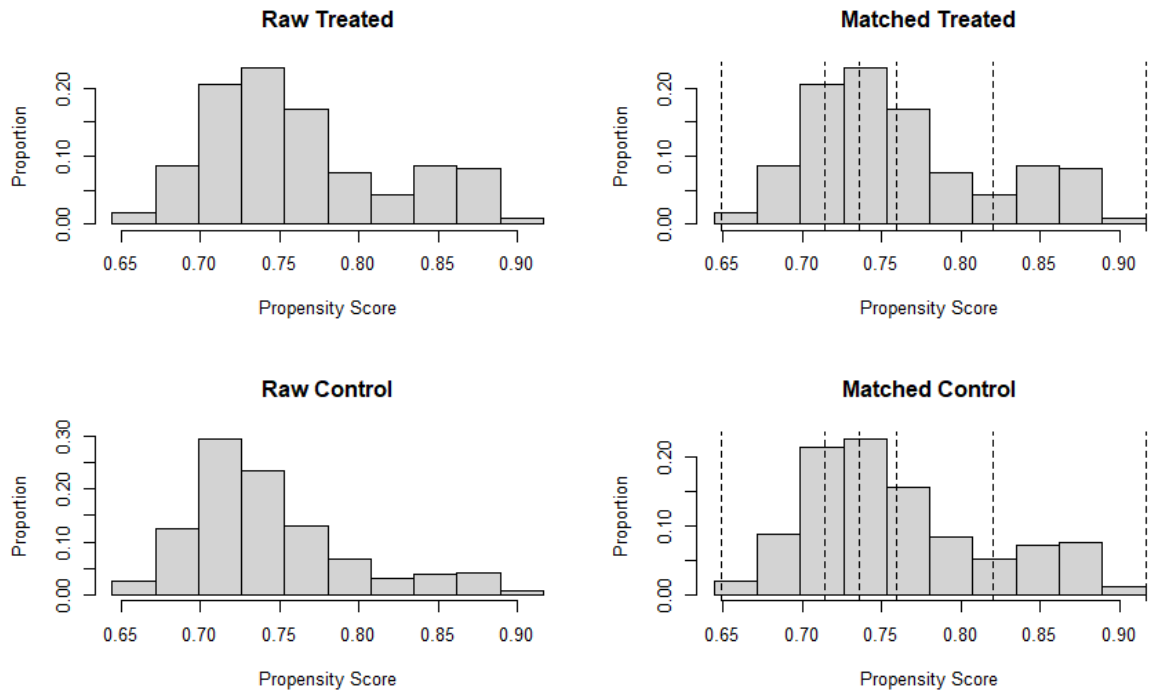 Raw Treated
Proportion
0.00 0.10 0.20
0.65 0.70 0.75 0.80 0.85 0.90
Propensity Score
Matched Treated
Proportion
0.00 0.10 0.20
0.65 0.70 0.75 0.80 0.85 0.90
Propensity Score
Raw Control
Proportion
0.00 0.10 0.20 0.30
0.65 0.70 0.75 0.80 0.85 0.90
Propensity Score
Matched Control
Proportion
0.00 0.10 0.20
0.65 0.70 0.75 0.80 0.85 0.90
Propensity Score